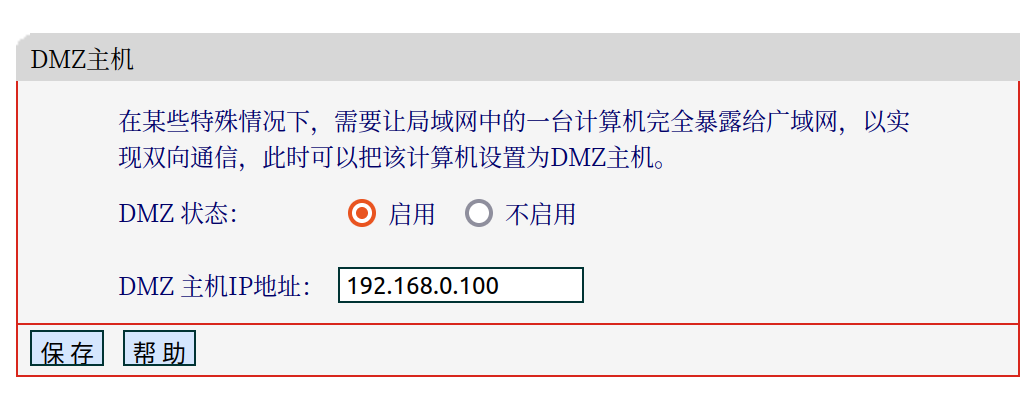 DMZ主机
在某些特殊情况下，需要让局域网中的一台计算机完全暴露给广域网，以实
现双向通信，此时可以把该计算机设置为DMZ主机。
DMZ 状态： 启用 不启用
DMZ 主机IP地址： 192.168.0.100
保存 帮助